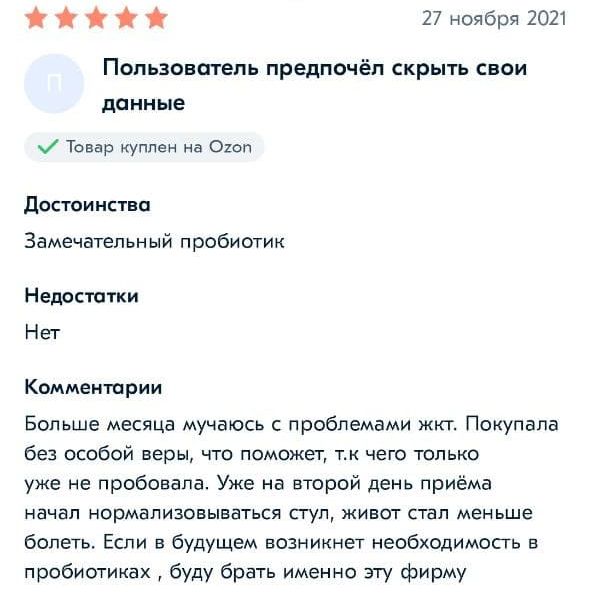 27 ноября 2021
П
Пользователь предпочёл скрыть свои
данные
Товар куплен на Ozon
Достоинства
Замечательный пробиотик
Недостатки
Нет
Комментарии
Больше месяца мучаюсь с проблемами жкт. Покупала
без особой веры, что поможет, т.к чего только
уже не пробовала. Уже на второй день приёма
начал нормализовываться стул, живот стал меньше
болеть. Если в будущем возникнет необходимость в
пробиотиках , буду брать именно эту фирму